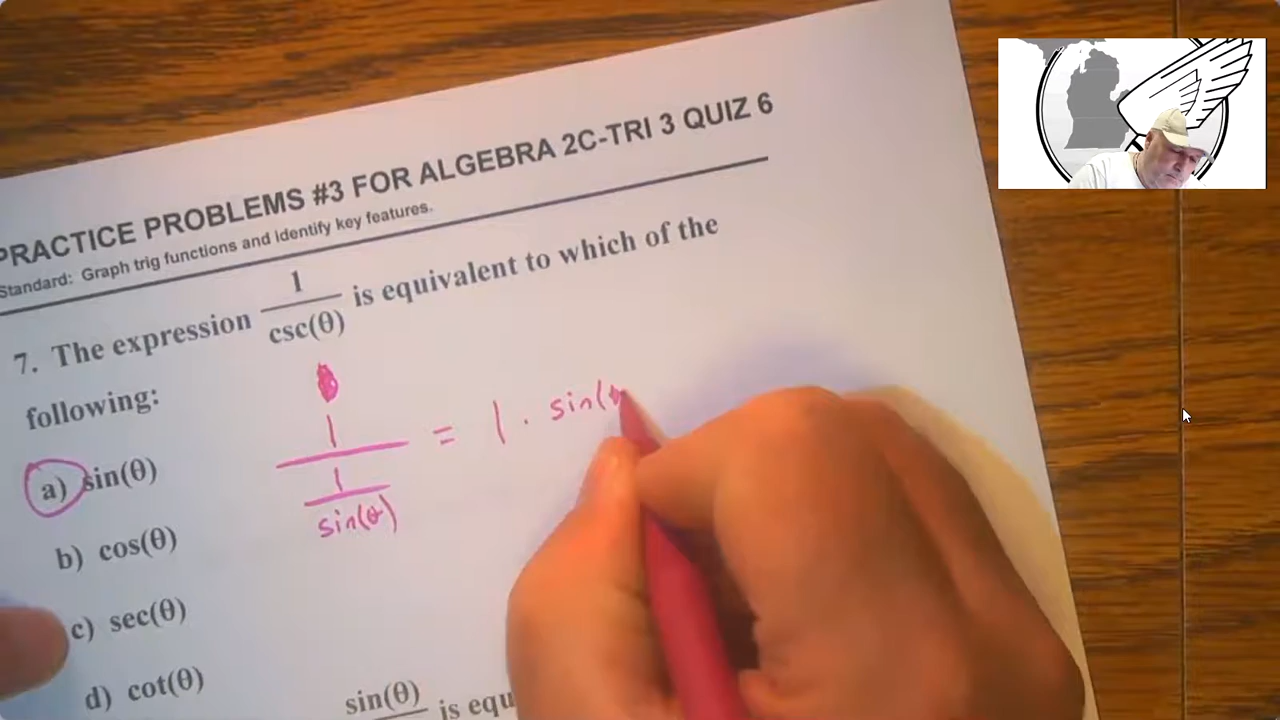 PRACTICE PROBLEMS #3 FOR ALGEBRA 2C-TRI 3 QUIZ 6
Standard: Graph trig functions and identify key features.
7. The expression 1/csc(θ) is equivalent to which of the
following:
a) sin(θ)
b) cos(θ)
c) sec(θ)
d) cot(θ)
1
1
sin(θ)
= 1 · sin(
sin(θ)
is equ